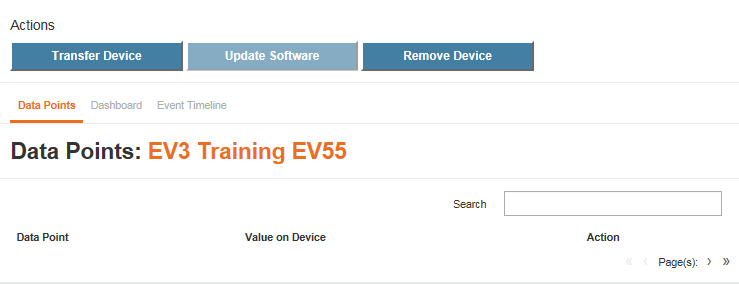 Actions
Transfer Device Update Software Remove Device
Data Points Dashboard Event Timeline
Data Points: EV3 Training EV55
Search
Data Point Value on Device Action
« ‹ Page(s): › »